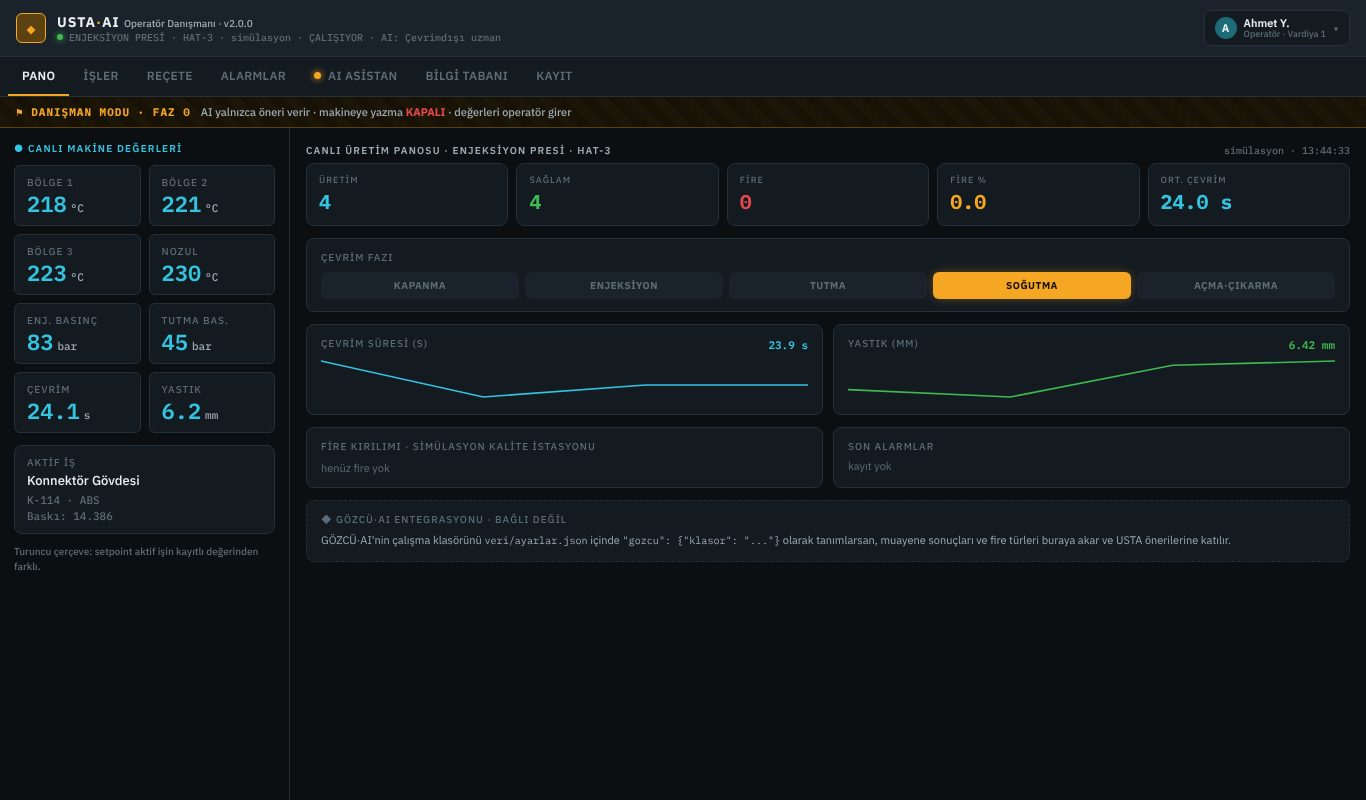 USTA·AI Operatör Danışmanı · v2.0.0
ENJEKSİYON PRESİ · HAT-3 · simülasyon · ÇALIŞIYOR · AI: Çevrimdışı uzman
A
Ahmet Y.
Operatör · Vardiya 1
PANO
İŞLER
REÇETE
ALARMLAR
AI ASİSTAN
BİLGİ TABANI
KAYIT
DANIŞMAN MODU · FAZ 0 AI yalnızca öneri verir · makineye yazma KAPALI · değerleri operatör girer
CANLI MAKİNE DEĞERLERİ
BÖLGE 1
218 °C
BÖLGE 2
221 °C
BÖLGE 3
223 °C
NOZUL
230 °C
ENJ. BASINÇ
83 bar
TUTMA BAS.
45 bar
ÇEVRİM
24.1 s
YASTIK
6.2 mm
AKTİF İŞ
Konnektör Gövdesi
K-114 · ABS
Baskı: 14.386
Turuncu çerçeve: setpoint aktif işin kayıtlı değerinden
farklı.
CANLI ÜRETİM PANOSU · ENJEKSİYON PRESİ · HAT-3
simülasyon · 13:44:33
ÜRETİM
4
SAĞLAM
4
FİRE
0
FİRE %
0.0
ORT. ÇEVRİM
24.0 s
ÇEVRİM FAZI
KAPANMA
ENJEKSİYON
TUTMA
SOĞUTMA
AÇMA·ÇIKARMA
ÇEVRİM SÜRESİ (S)
23.9 s
YASTIK (MM)
6.42 mm
FİRE KIRILIMI · SİMÜLASYON KALİTE İSTASYONU
henüz fire yok
SON ALARMLAR
kayıt yok
GÖZCÜ·AI ENTEGRASYONU · BAĞLI DEĞİL
GÖZCÜ·AI'nin çalışma klasörünü veri/ayarlar.json içinde "gozcu": {"klasor": "..."} olarak tanımlarsan, muayene sonuçları ve fire türleri buraya akar ve USTA önerilerine katılır.